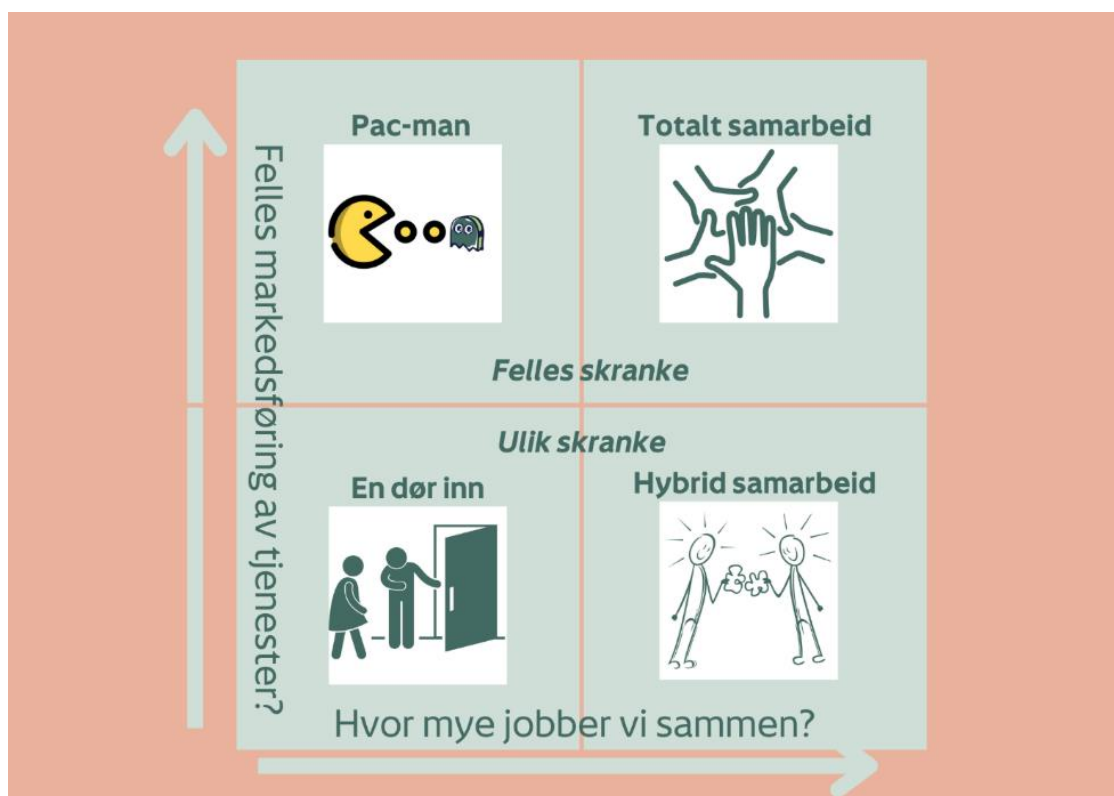 Pac-man
Totalt samarbeid
Felles skranke
Ulik skranke
En dør inn
Hybrid samarbeid
Felles markedsføring av tjenester?
Hvor mye jobber vi sammen?